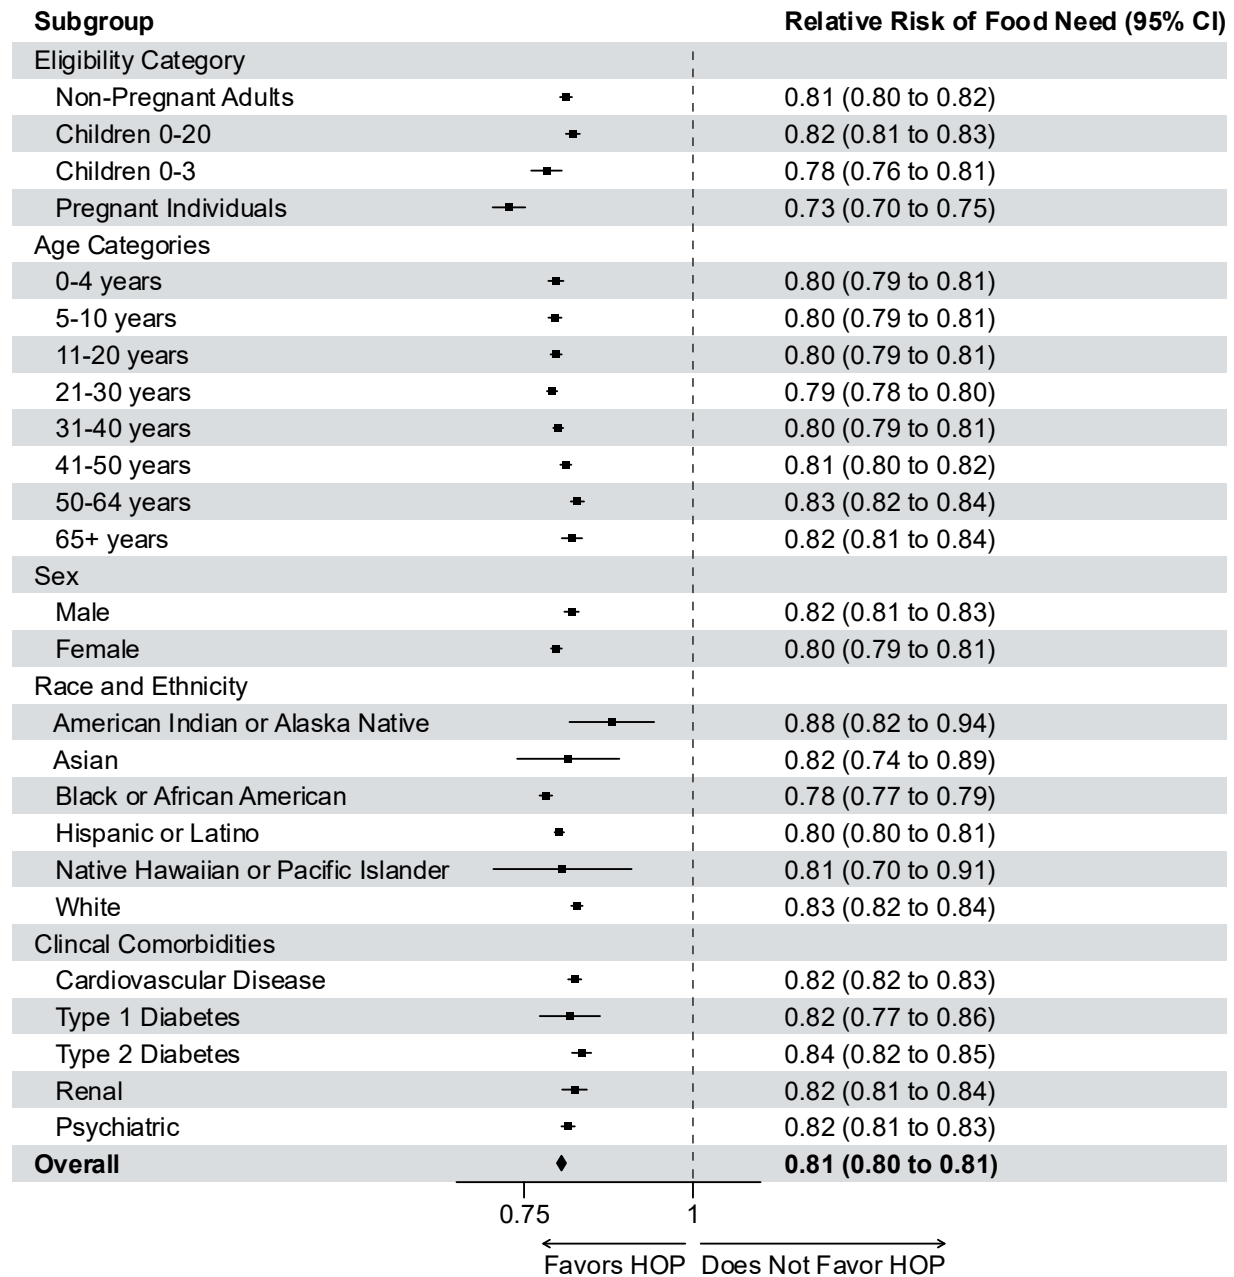 Subgroup Relative Risk of Food Need (95% CI)
Eligibility Category
Non-Pregnant Adults 0.81 (0.80 to 0.82)
Children 0-20 0.82 (0.81 to 0.83)
Children 0-3 0.78 (0.76 to 0.81)
Pregnant Individuals 0.73 (0.70 to 0.75)
Age Categories
0-4 years 0.80 (0.79 to 0.81)
5-10 years 0.80 (0.79 to 0.81)
11-20 years 0.80 (0.79 to 0.81)
21-30 years 0.79 (0.78 to 0.80)
31-40 years 0.80 (0.79 to 0.81)
41-50 years 0.81 (0.80 to 0.82)
50-64 years 0.83 (0.82 to 0.84)
65+ years 0.82 (0.81 to 0.84)
Sex
Male 0.82 (0.81 to 0.83)
Female 0.80 (0.79 to 0.81)
Race and Ethnicity
American Indian or Alaska Native 0.88 (0.82 to 0.94)
Asian 0.82 (0.74 to 0.89)
Black or African American 0.78 (0.77 to 0.79)
Hispanic or Latino 0.80 (0.80 to 0.81)
Native Hawaiian or Pacific Islander 0.81 (0.70 to 0.91)
White 0.83 (0.82 to 0.84)
Clincal Comorbidities
Cardiovascular Disease 0.82 (0.82 to 0.83)
Type 1 Diabetes 0.82 (0.77 to 0.86)
Type 2 Diabetes 0.84 (0.82 to 0.85)
Renal 0.82 (0.81 to 0.84)
Psychiatric 0.82 (0.81 to 0.83)
Overall 0.81 (0.80 to 0.81)
0.75 1
Favors HOP Does Not Favor HOP